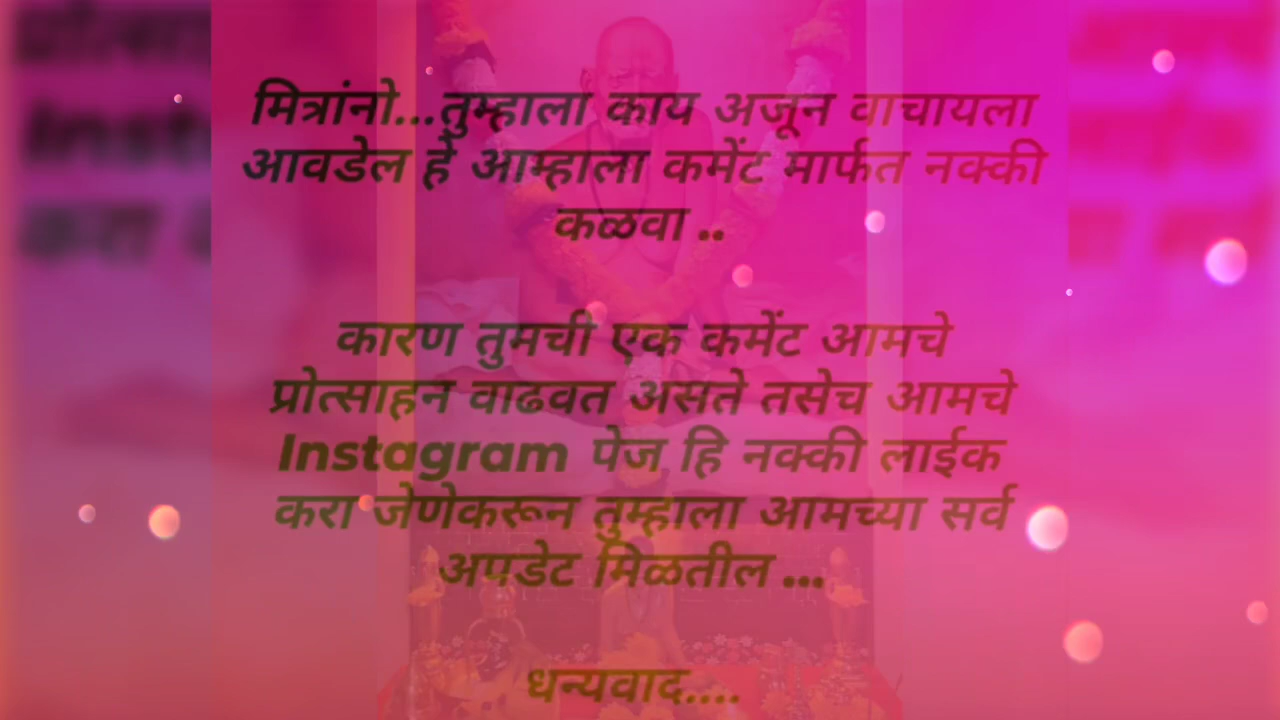 मित्रांनो...तुम्हाला काय अजून वाचायला
आवडेल हे आम्हाला कमेंट मार्फत नक्की
कळवा ..
कारण तुमची एक कमेंट आमचे
प्रोत्साहन वाढवत असते तसेच आमचे
Instagram पेज हि नक्की लाईक
करा जेणेकरून तुम्हाला आमच्या सर्व
अपडेट मिळतील ...
धन्यवाद....